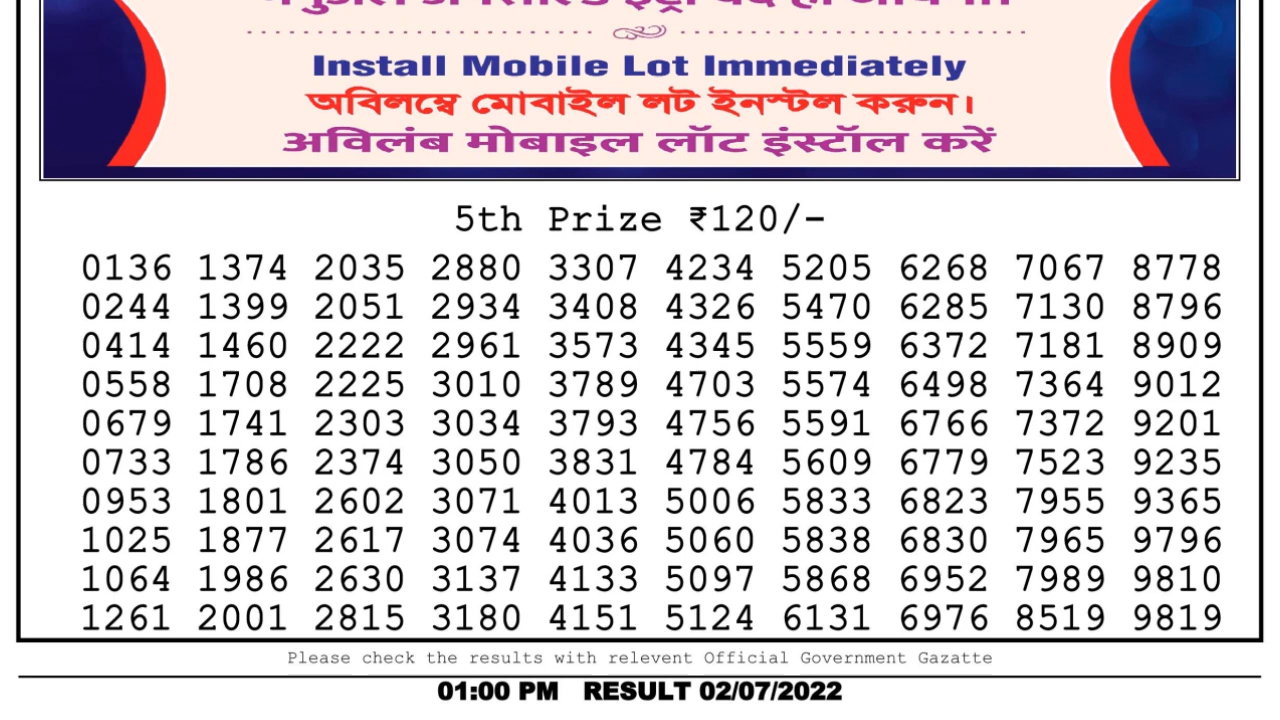 Install Mobile Lot Immediately
অবিলম্বে মোবাইল লট ইনস্টল করুন।
अविलंब मोबाइल लॉट इंस्टॉल करें
5th Prize ₹120/-
0136 1374 2035 2880 3307 4234 5205 6268 7067 8778
0244 1399 2051 2934 3408 4326 5470 6285 7130 8796
0414 1460 2222 2961 3573 4345 5559 6372 7181 8909
0558 1708 2225 3010 3789 4703 5574 6498 7364 9012
0679 1741 2303 3034 3793 4756 5591 6766 7372 9201
0733 1786 2374 3050 3831 4784 5609 6779 7523 9235
0953 1801 2602 3071 4013 5006 5833 6823 7955 9365
1025 1877 2617 3074 4036 5060 5838 6830 7965 9796
1064 1986 2630 3137 4133 5097 5868 6952 7989 9810
1261 2001 2815 3180 4151 5124 6131 6976 8519 9819
Please check the results with relevent Official Government Gazatte
01:00 PM RESULT 02/07/2022